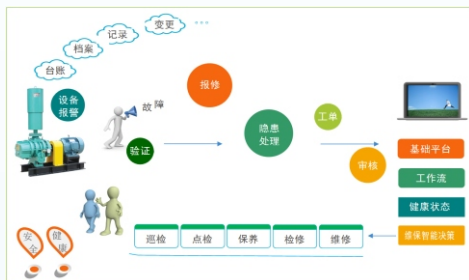 变更
记录
档案
台账
设备
报警
故障
报修
验证
隐患
处理
工单
审核
基础平台
工作流
健康状态
维保智能决策
巡检
点检
保养
检修
维修
安全
健康